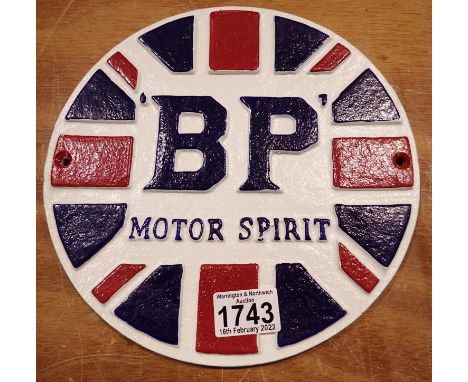 'BP'
MOTOR SPIRIT
Warrington & Northwich
Auction
1743
16th February 2022